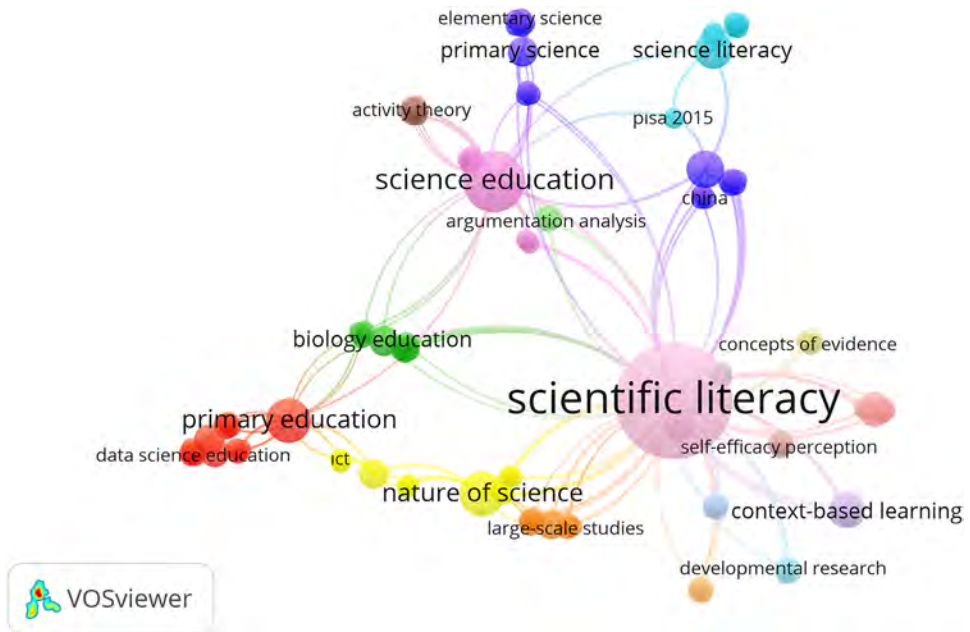 elementary science
primary science
science literacy
activity theory
pisa 2015
science education
china
argumentation analysis
biology education
concepts of evidence
scientific literacy
primary education
self-efficacy perception
data science education
ict
nature of science
context-based learning
large-scale studies
developmental research
VOSviewer